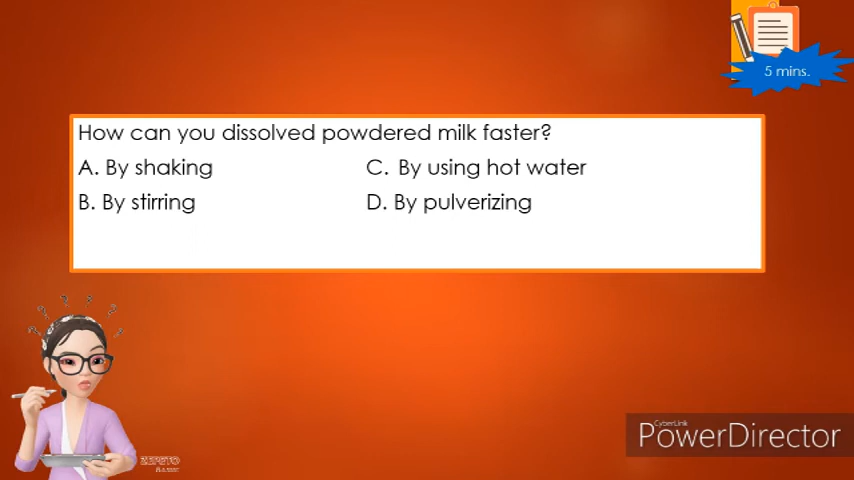 5 mins.
How can you dissolved powdered milk faster?
A. By shaking
C. By using hot water
B. By stirring
D. By pulverizing
CyberLink
PowerDirector
ZEPETO